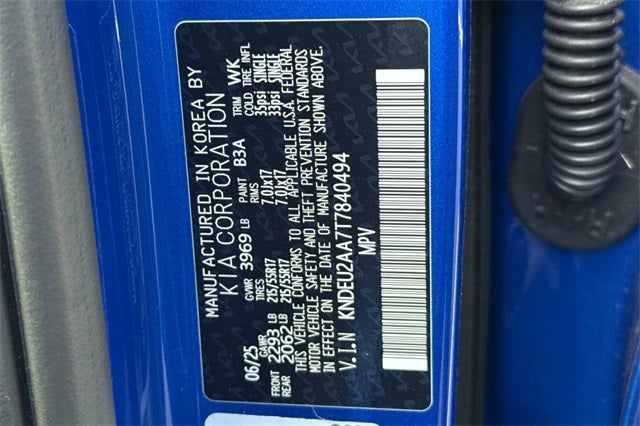 MANUFACTURED IN KOREA BY
KIA CORPORATION
06/25 GVWR 3969 LB PAINT B3A TRIM WK
GAWR TIRES RIMS COLD TIRE INFL
FRONT 2293 LB 215/55R17 7.0JX17 35psi SINGLE
REAR 2062 LB 215/55R17 7.0JX17 33psi SINGLE
THIS VEHICLE CONFORMS TO ALL APPLICABLE U.S.A. FEDERAL
MOTOR VEHICLE SAFETY AND THEFT PREVENTION STANDARDS
IN EFFECT ON THE DATE OF MANUFACTURE SHOWN ABOVE.
V.I.N KNDEU2AA7T7840494
MPV